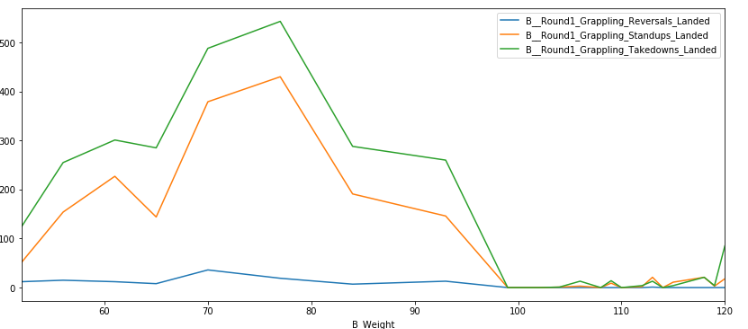 B__Round1_Grappling_Reversals_Landed
B__Round1_Grappling_Standups_Landed
B__Round1_Grappling_Takedowns_Landed
500
400
300
200
100
0
60 70 80 90 100 110 120
B_Weight